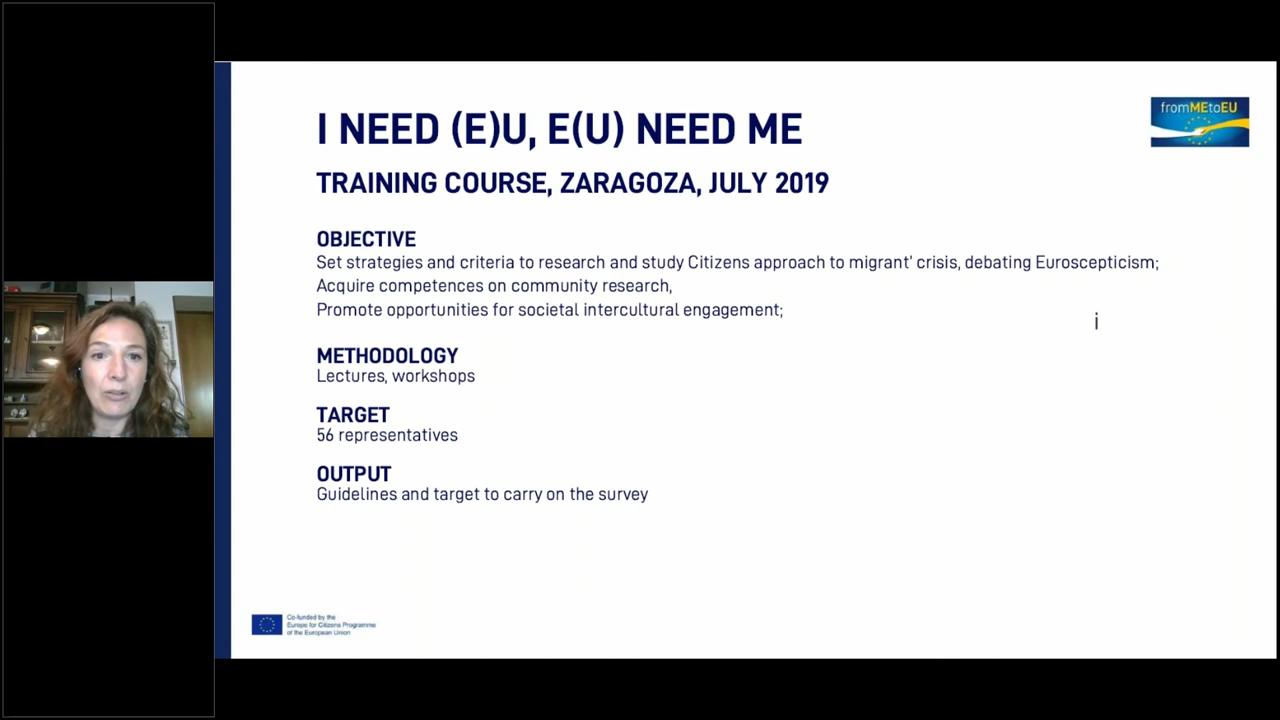 I NEED (E)U, E(U) NEED ME
fromMEtoEU
TRAINING COURSE, ZARAGOZA, JULY 2019
OBJECTIVE
Set strategies and criteria to research and study Citizens approach to migrant' crisis, debating Euroscepticism;
Acquire competences on community research,
Promote opportunities for societal intercultural engagement;
i
METHODOLOGY
Lectures, workshops
TARGET
56 representatives
OUTPUT
Guidelines and target to carry on the survey
Co-funded by the
Europe for Citizens Programme
of the European Union